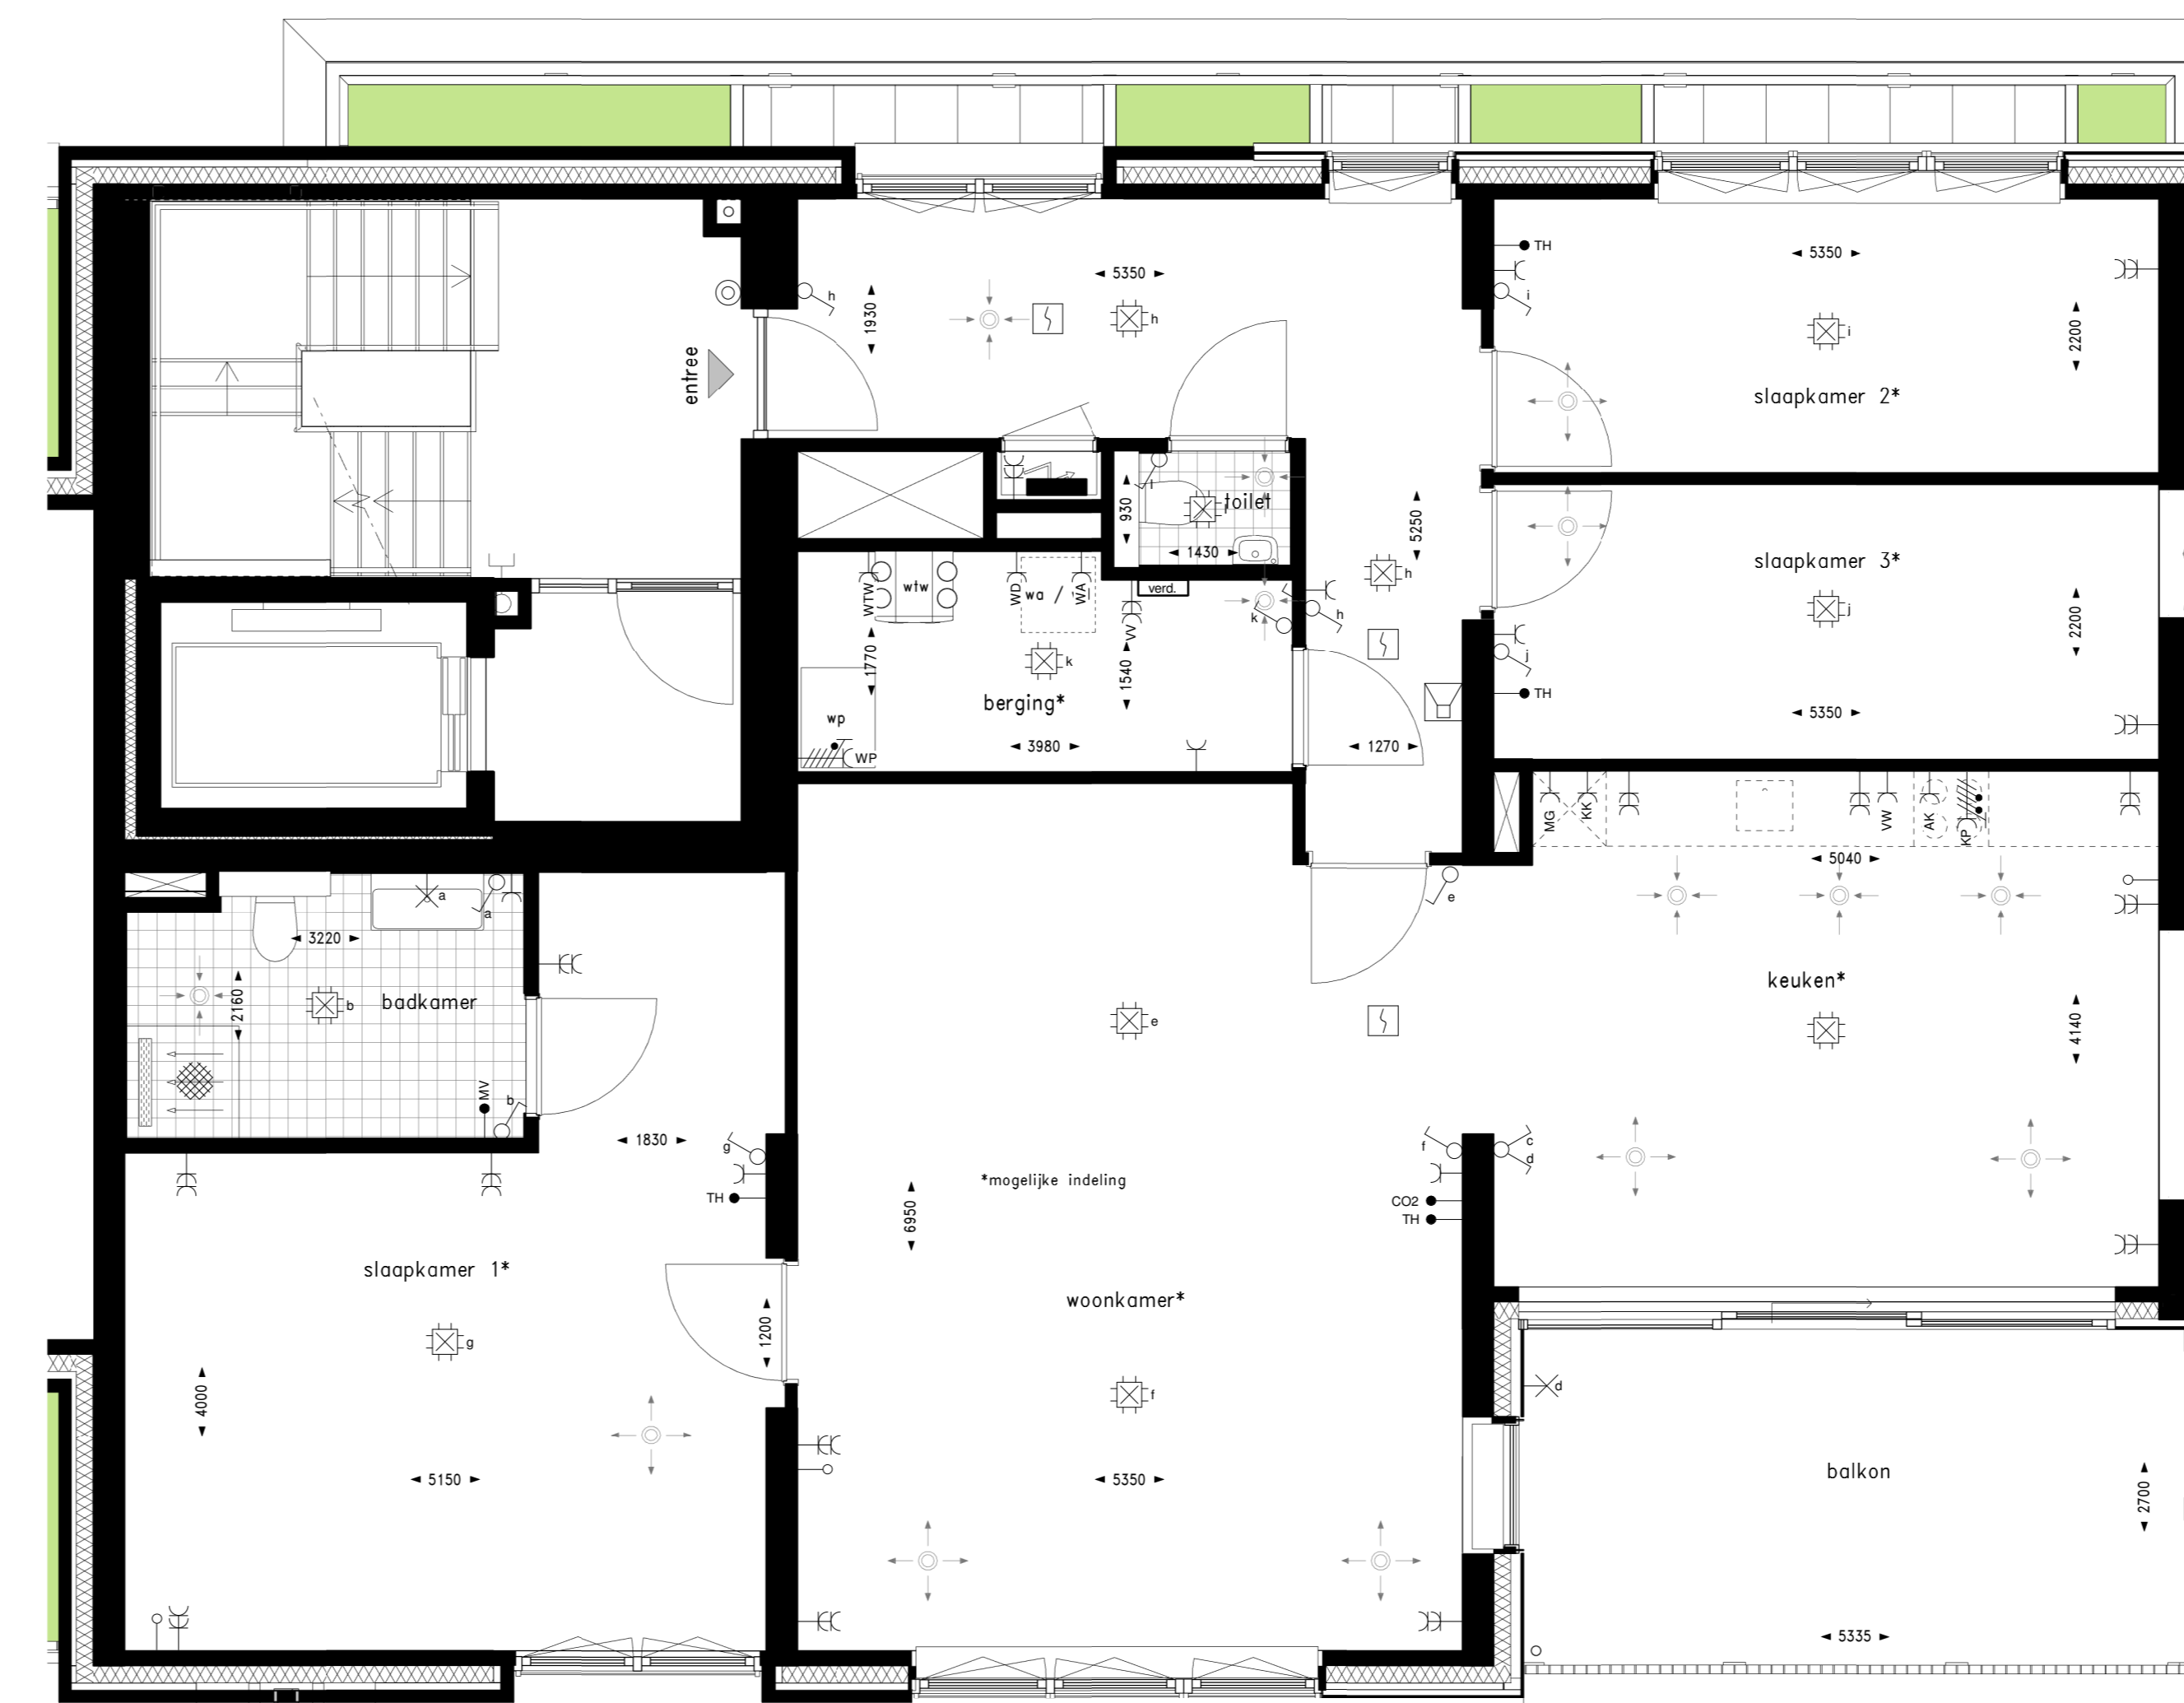 TH
5350
5350
h
i
1930
h
i
2200
entree
slaapkamer 2*
l
toilet
930
5250
1430
slaapkamer 3*
h
WTW
wtw
WD
wa /
WA
verd.
VV
k
h
j
2200
1770
k
1540
j
berging*
TH
wp
5350
WP
3980
1270
MG
KK
VW
AK
KP
5040
a
a
e
3220
keuken*
2160
b
badkamer
e
4140
MV
b
1830
g
f
c
d
*mogelijke indeling
TH
CO2
TH
6950
slaapkamer 1*
woonkamer*
1200
g
4000
f
d
balkon
5150
5350
2700
5335